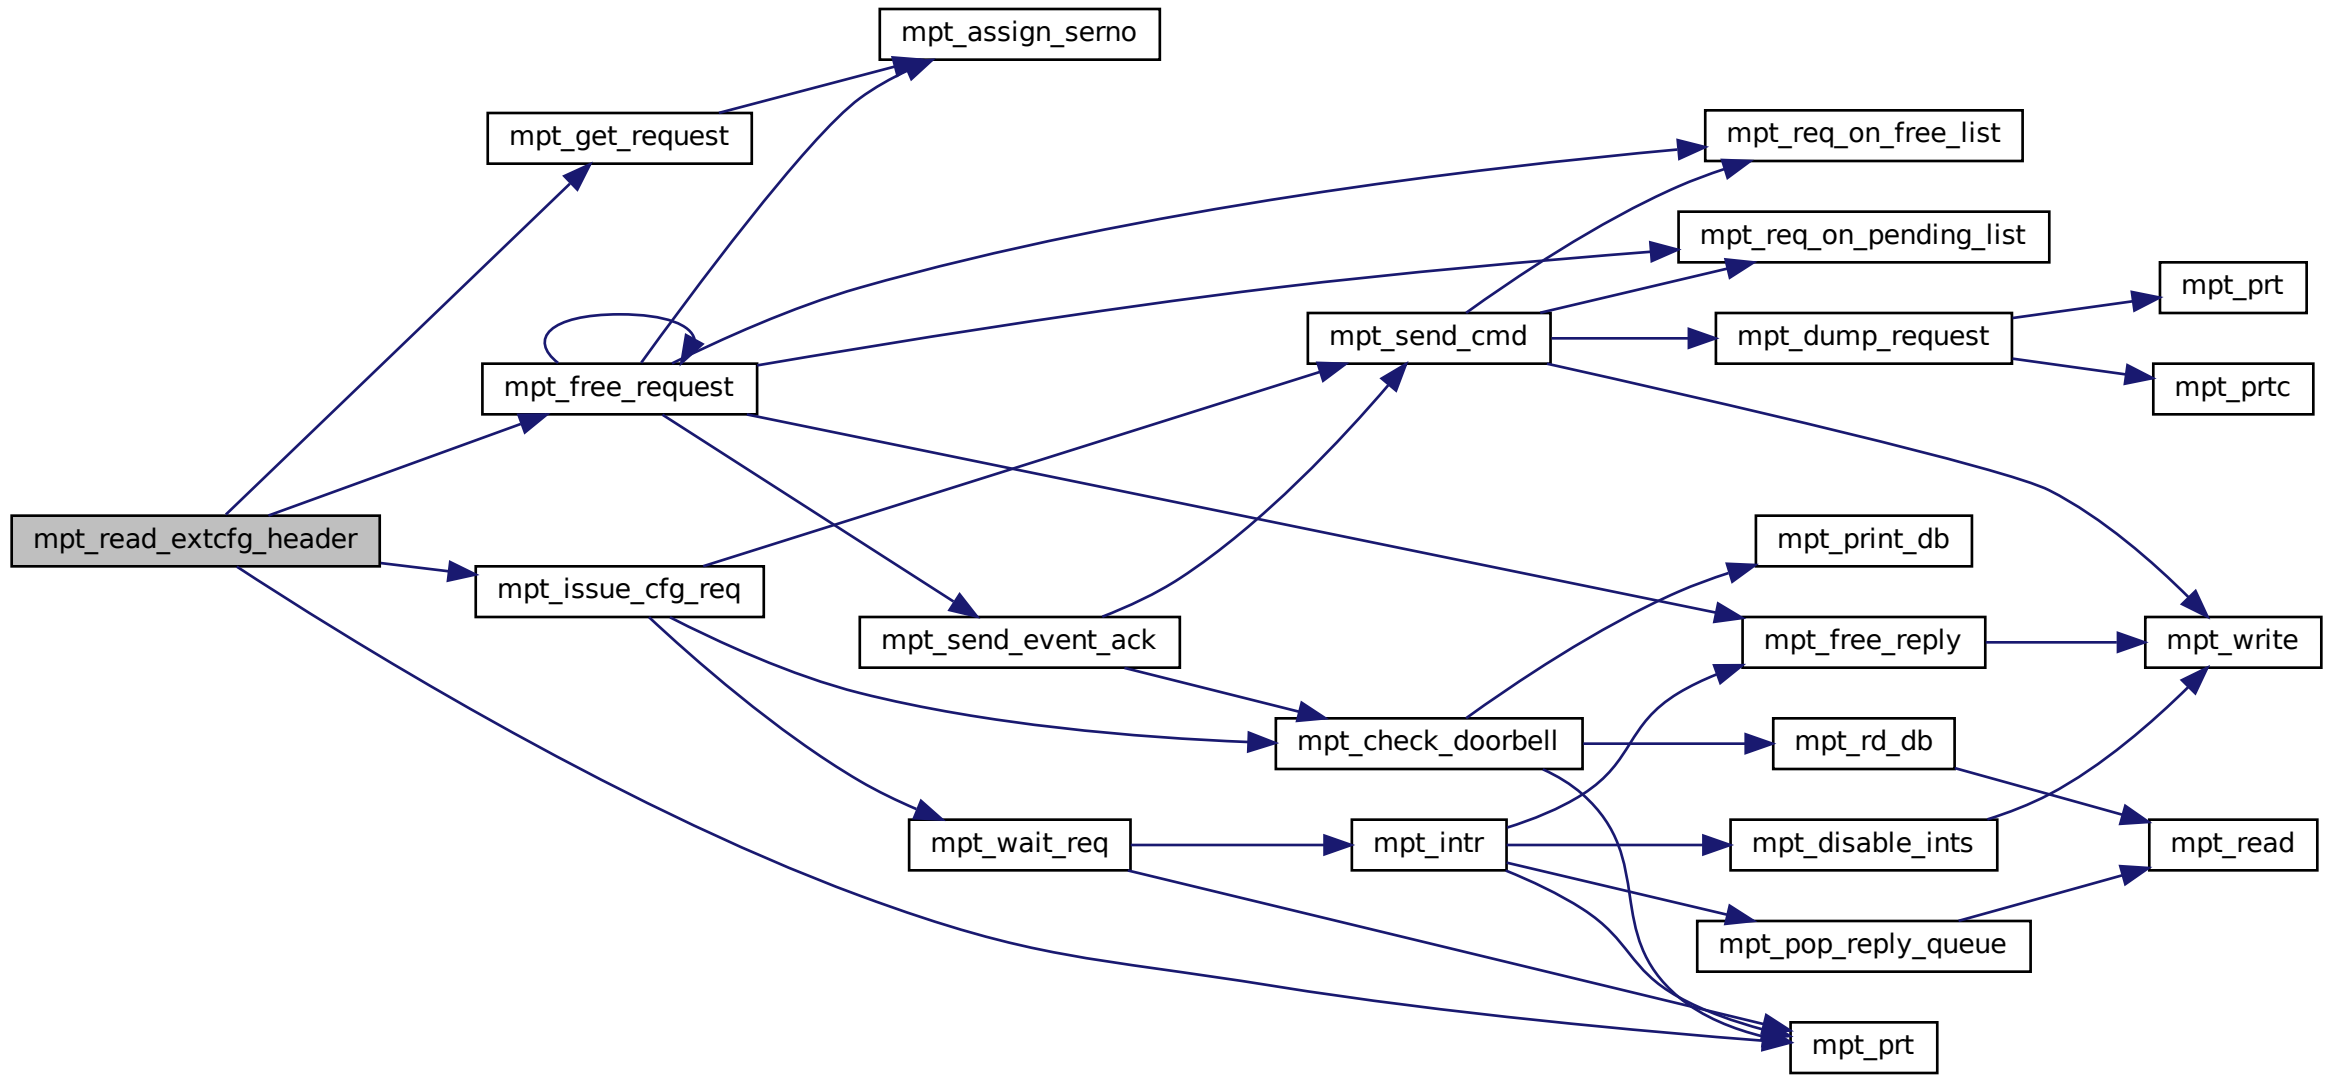 mpt_assign_serno
mpt_get_request
mpt_req_on_free_list
mpt_req_on_pending_list
mpt_prt
mpt_send_cmd
mpt_dump_request
mpt_free_request
mpt_prtc
mpt_read_extcfg_header
mpt_print_db
mpt_issue_cfg_req
mpt_send_event_ack
mpt_free_reply
mpt_write
mpt_check_doorbell
mpt_rd_db
mpt_wait_req
mpt_intr
mpt_disable_ints
mpt_read
mpt_pop_reply_queue
mpt_prt